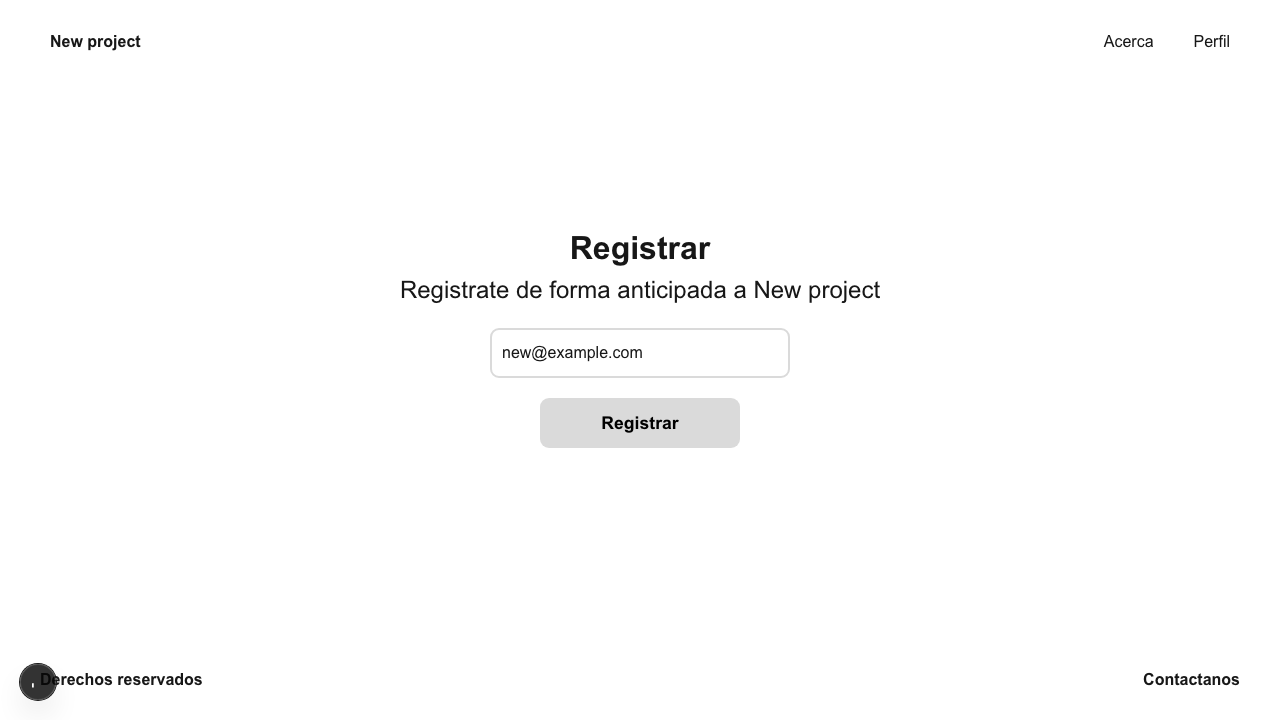 New project
Acerca
Perfil
Registrar
Registrate de forma anticipada a New project
new@example.com
Registrar
Derechos reservados
Contactanos